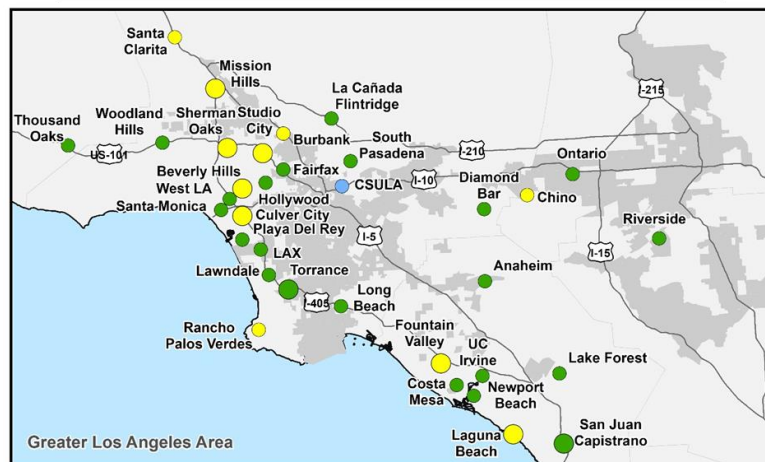 Santa
Clarita
Mission
Hills
La Cañada
Flintridge
I-215
Thousand
Oaks
Woodland
Hills
Sherman
Oaks
Studio
City
Burbank
South
Pasadena
US-101
I-210
Ontario
Beverly Hills
Fairfax
CSULA
I-10
Diamond
Bar
Chino
West LA
Hollywood
Santa-Monica
Culver City
Playa Del Rey
Riverside
I-5
I-15
LAX
Lawndale
Torrance
Anaheim
I-405
Long
Beach
Rancho
Palos Verdes
Fountain
Valley
UC
Irvine
Lake Forest
Costa
Mesa
Newport
Beach
San Juan
Capistrano
Laguna
Beach
Greater Los Angeles Area